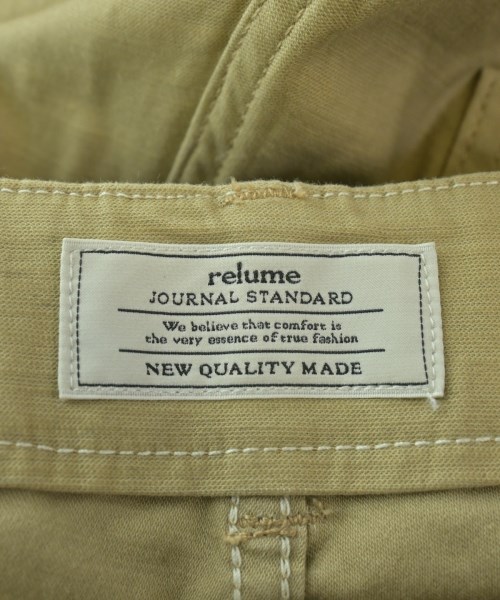 relume
JOURNAL STANDARD
We believe that comfort is
the very essence of true fashion
NEW QUALITY MADE